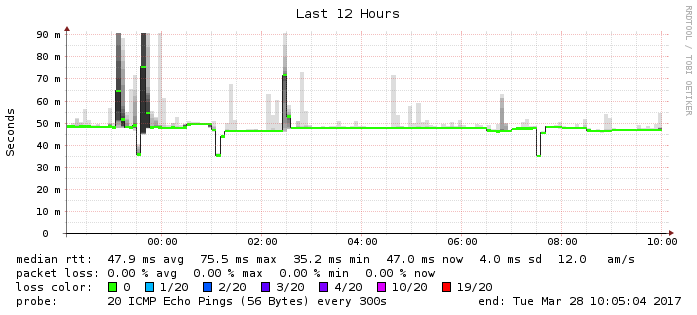 Last 12 Hours
RRDTOOL / TOBI OETIKER
Seconds
90 m
80 m
70 m
60 m
50 m
40 m
30 m
20 m
10 m
0
00:00 02:00 04:00 06:00 08:00 10:00
median rtt: 47.9 ms avg 75.5 ms max 35.2 ms min 47.0 ms now 4.0 ms sd 12.0 am/s
packet loss: 0.00 % avg 0.00 % max 0.00 % min 0.00 % now
loss color: 0 1/20 2/20 3/20 4/20 10/20 19/20
probe: 20 ICMP Echo Pings (56 Bytes) every 300s end: Tue Mar 28 10:05:04 2017